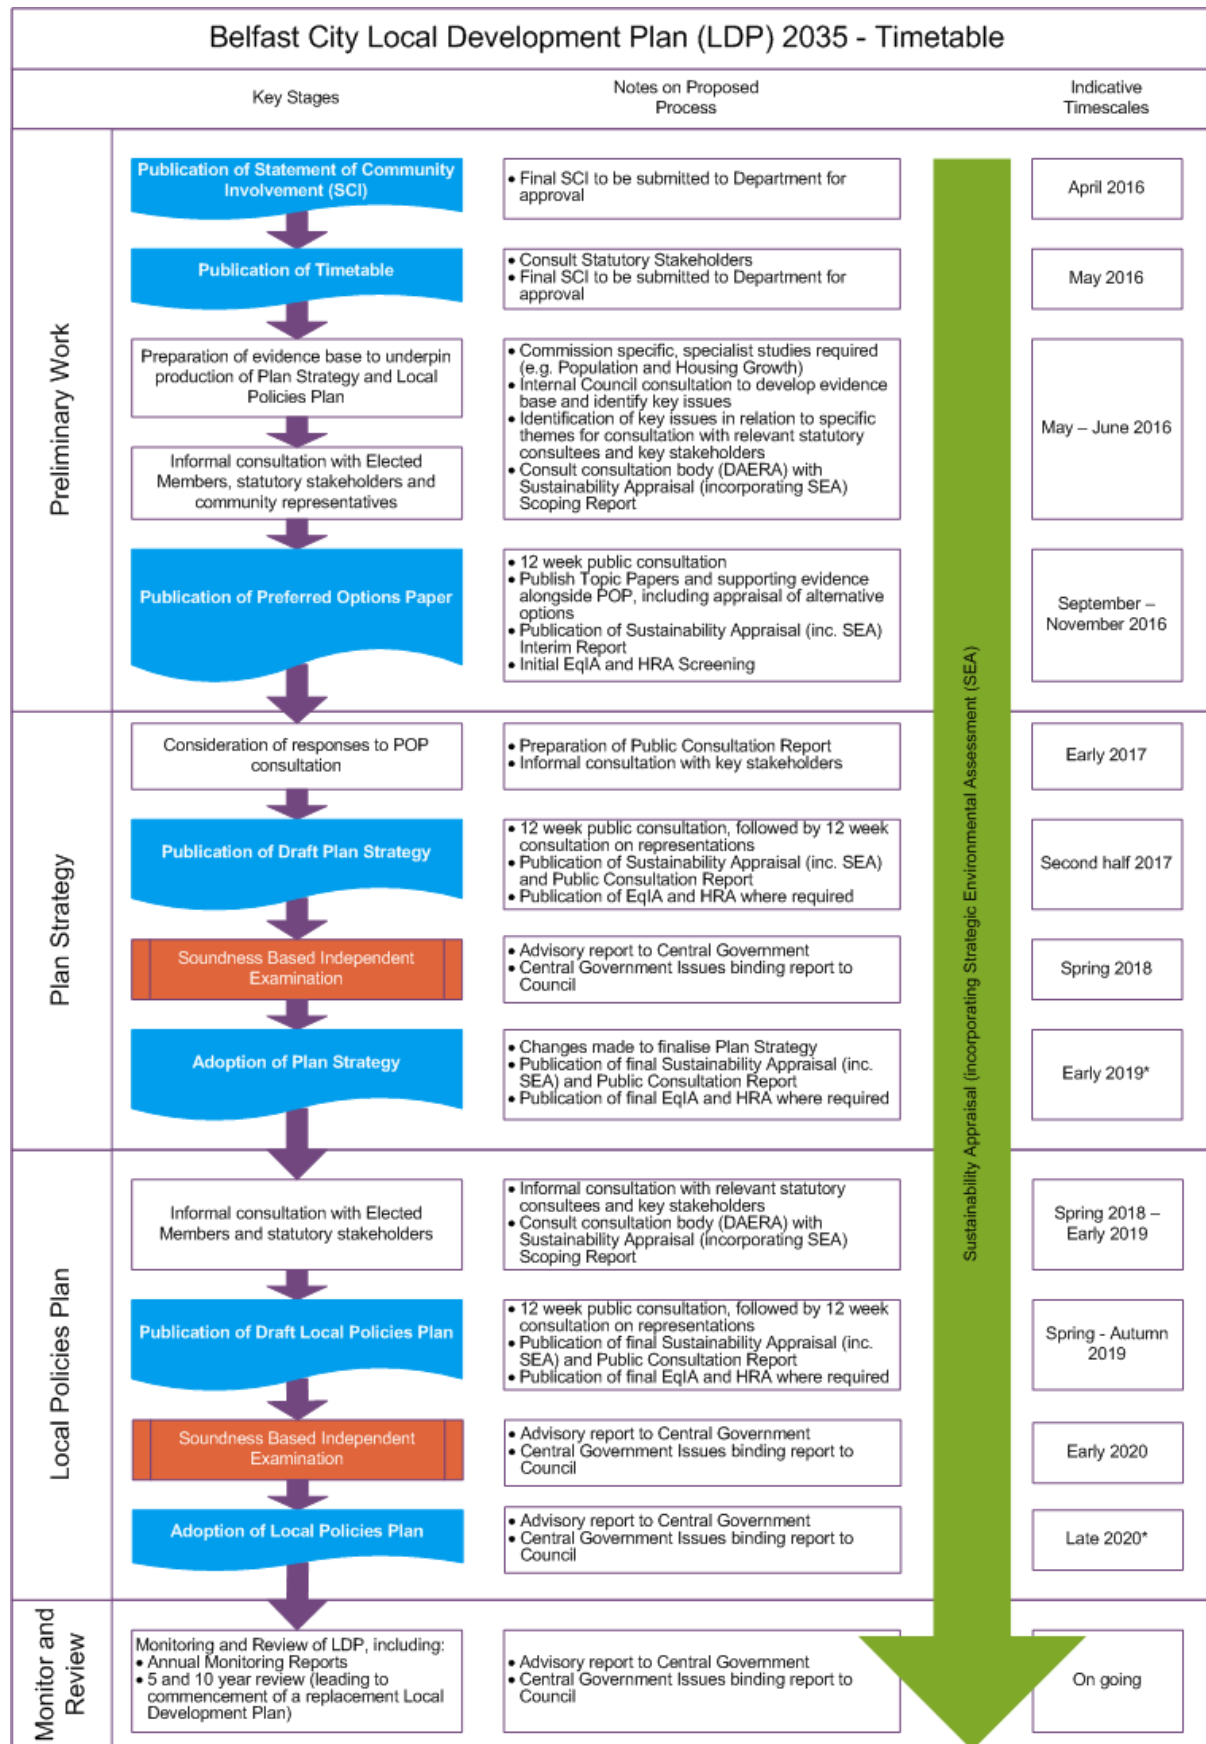 Belfast City Local Development Plan (LDP) 2035 - Timetable
Key Stages
Notes on Proposed
Process
Indicative
Timescales
Preliminary Work
Publication of Statement of Community
Involvement (SCI)
• Final SCI to be submitted to Department for
approval
April 2016
Publication of Timetable
• Consult Statutory Stakeholders
• Final SCI to be submitted to Department for
approval
May 2016
Preparation of evidence base to underpin
production of Plan Strategy and Local
Policies Plan
Informal consultation with Elected
Members, statutory stakeholders and
community representatives
• Commission specific, specialist studies required
(e.g. Population and Housing Growth)
• Internal Council consultation to develop evidence
base and identify key issues
• Identification of key issues in relation to specific
themes for consultation with relevant statutory
consultees and key stakeholders
• Consult consultation body (DAERA) with
Sustainability Appraisal (incorporating SEA)
Scoping Report
May – June 2016
Publication of Preferred Options Paper
• 12 week public consultation
• Publish Topic Papers and supporting evidence
alongside POP, including appraisal of alternative
options
• Publication of Sustainability Appraisal (inc. SEA)
Interim Report
• Initial EqIA and HRA Screening
September –
November 2016
Sustainability Appraisal (incorporating Strategic Environmental Assessment (SEA)
Plan Strategy
Consideration of responses to POP
consultation
• Preparation of Public Consultation Report
• Informal consultation with key stakeholders
Early 2017
Publication of Draft Plan Strategy
• 12 week public consultation, followed by 12 week
consultation on representations
• Publication of Sustainability Appraisal (inc. SEA)
and Public Consultation Report
• Publication of EqIA and HRA where required
Second half 2017
Soundness Based Independent
Examination
• Advisory report to Central Government
• Central Government Issues binding report to
Council
Spring 2018
Adoption of Plan Strategy
• Changes made to finalise Plan Strategy
• Publication of final Sustainability Appraisal (inc.
SEA) and Public Consultation Report
• Publication of final EqIA and HRA where required
Early 2019*
Local Policies Plan
Informal consultation with Elected
Members and statutory stakeholders
• Informal consultation with relevant statutory
consultees and key stakeholders
• Consult consultation body (DAERA) with
Sustainability Appraisal (incorporating SEA)
Scoping Report
Spring 2018 –
Early 2019
Publication of Draft Local Policies Plan
• 12 week public consultation, followed by 12 week
consultation on representations
• Publication of final Sustainability Appraisal (inc.
SEA) and Public Consultation Report
• Publication of final EqIA and HRA where required
Spring - Autumn
2019
Soundness Based Independent
Examination
• Advisory report to Central Government
• Central Government Issues binding report to
Council
Early 2020
Adoption of Local Policies Plan
• Advisory report to Central Government
• Central Government Issues binding report to
Council
Late 2020*
Monitor and
Review
Monitoring and Review of LDP, including:
• Annual Monitoring Reports
• 5 and 10 year review (leading to
commencement of a replacement Local
Development Plan)
• Advisory report to Central Government
• Central Government Issues binding report to
Council
On going